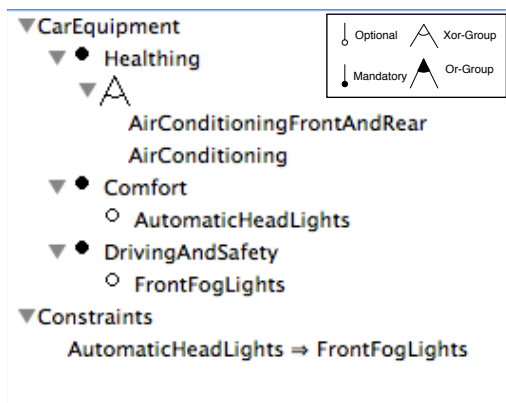 CarEquipment
Optional Xor-Group
Healthing
Mandatory Or-Group
AirConditioningFrontAndRear
AirConditioning
Comfort
AutomaticHeadLights
DrivingAndSafety
FrontFogLights
Constraints
AutomaticHeadLights ⇒ FrontFogLights